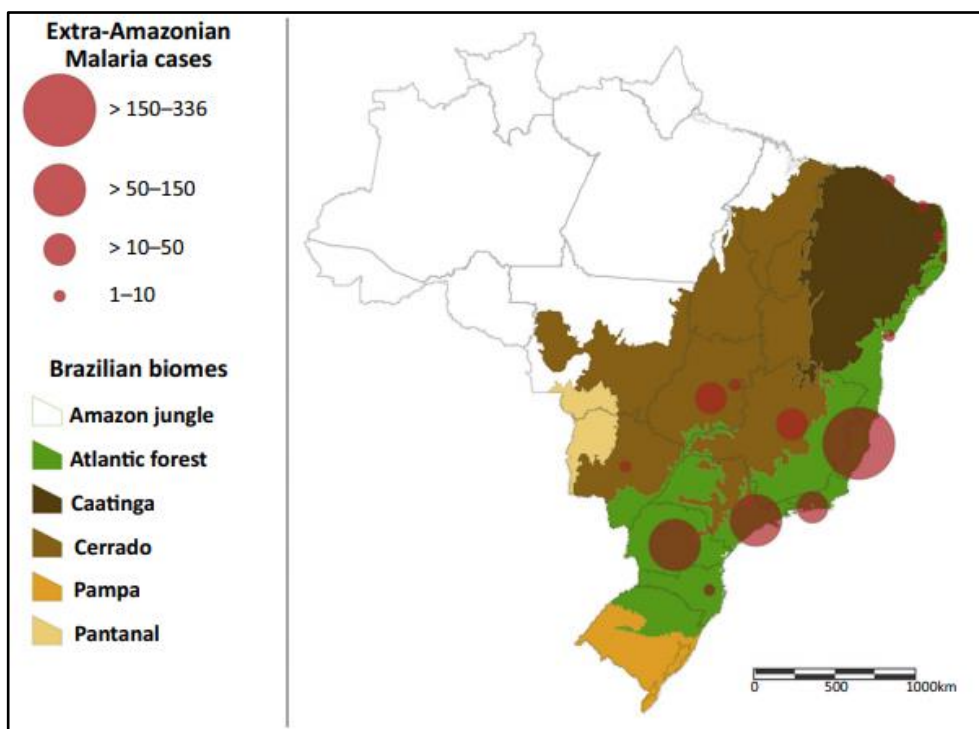 Extra-Amazonian
Malaria cases
> 150–336
> 50–150
> 10–50
1–10
Brazilian biomes
Amazon jungle
Atlantic forest
Caatinga
Cerrado
Pampa
Pantanal
0 500 1000km